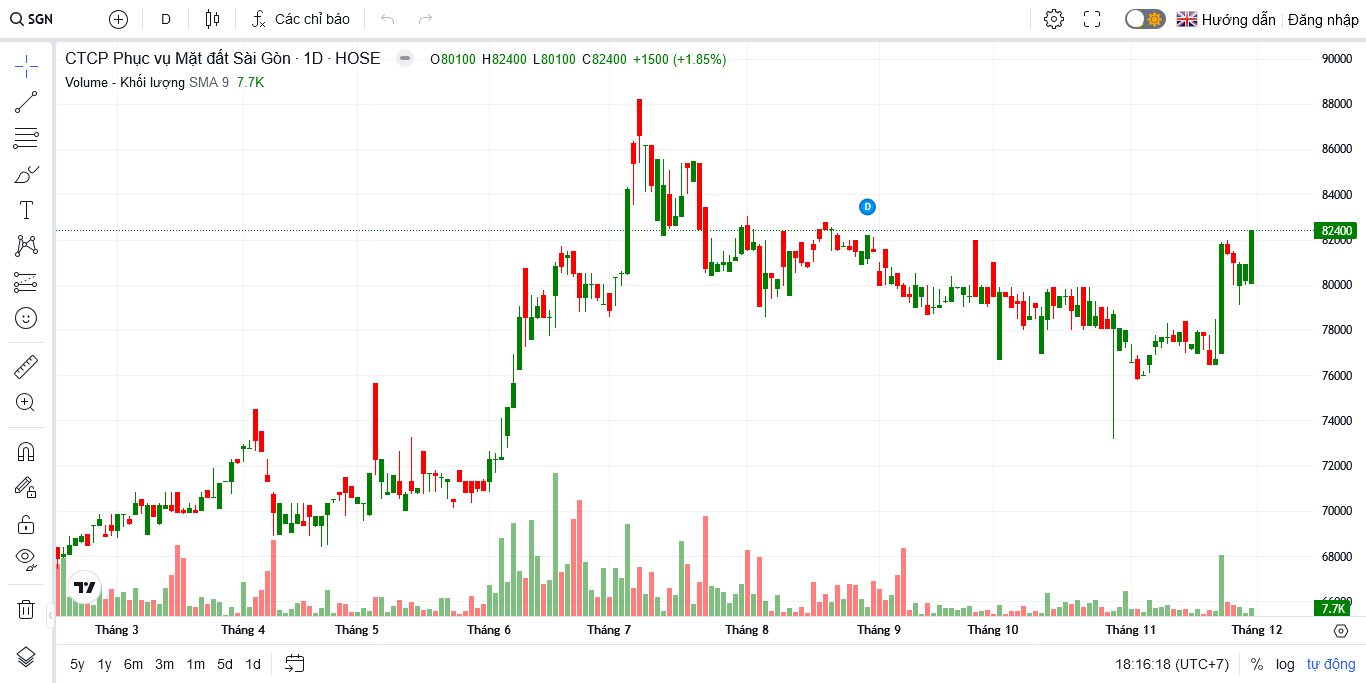 SGN D Các chỉ báo Hướng dẫn Đăng nhập
CTCP Phục vụ Mặt đất Sài Gòn · 1D · HOSE O80100 H82400 L80100 C82400 +1500 (+1.85%)
Volume - Khối lượng SMA 9 7.7K
90000
88000
86000
84000
D
82400
82000
80000
78000
76000
74000
72000
70000
68000
66000
7.7K
Tháng 3 Tháng 4 Tháng 5 Tháng 6 Tháng 7 Tháng 8 Tháng 9 Tháng 10 Tháng 11 Tháng 12
5y 1y 6m 3m 1m 5d 1d 18:16:18 (UTC+7) % log tự động